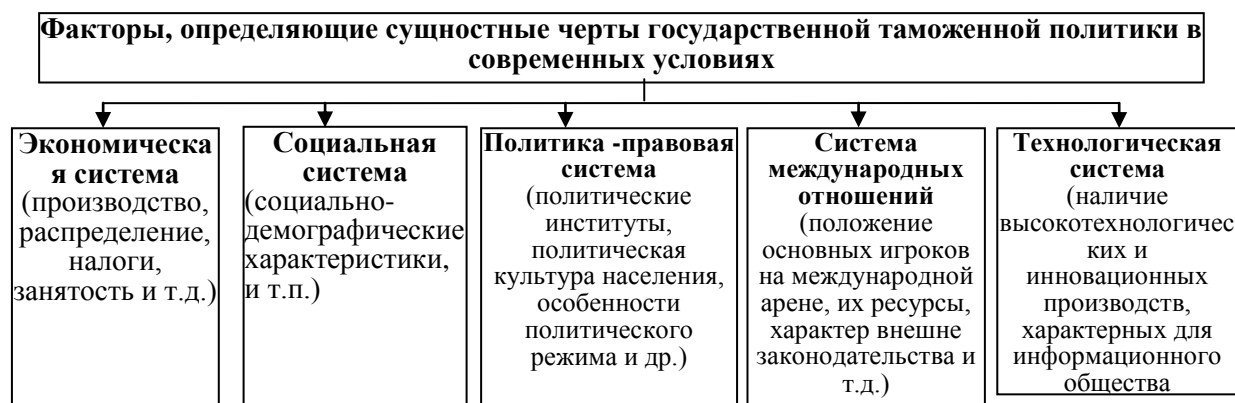 Факторы, определяющие сущностные черты государственной таможенной политики в
современных условиях
Экономическа
я система
(производство,
распределение,
налоги,
занятость и т.д.)
Социальная
система
(социально-
демографические
характеристики,
и т.п.)
Политика -правовая
система
(политические
институты,
политическая
культура населения,
особенности
политического
режима и др.)
Система
международных
отношений
(положение
основных игроков
на международной
арене, их ресурсы,
характер внешне
законодательства и
т.д.)
Технологическая
система
(наличие
высокотехнологичес
ких и
инновационных
производств,
характерных для
информационного
общества